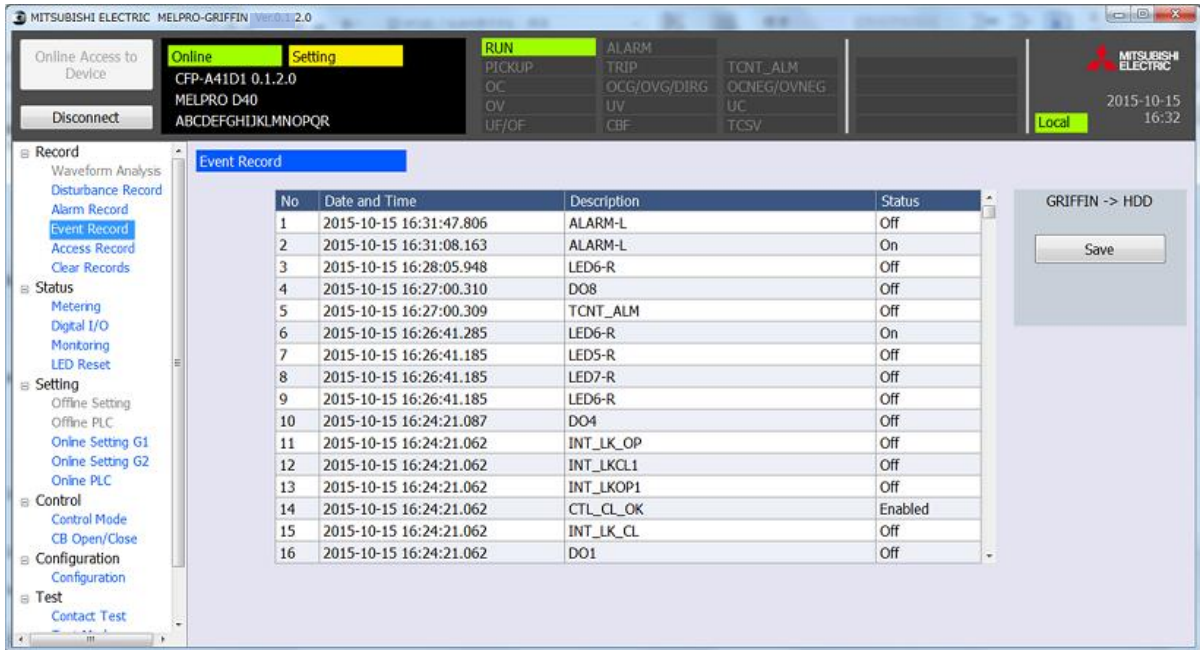 MITSUBISHI ELECTRIC MELPRO-GRIFFIN Ver.0.1.2.0
Online Access to
Device
Disconnect
Online Setting
CFP-A41D1 0.1.2.0
MELPRO D40
ABCDEFGHIJKLMNOPQR
RUN ALARM
PICKUP TRIP TCNT_ALM
OC OCG/OVG/DIRG OCNEG/OVNEG
OV UV UC
UF/OF CBF TCSV
MITSUBISHI
ELECTRIC
2015-10-15
16:32
Local
Record
Waveform Analysis
Disturbance Record
Alarm Record
Event Record
Access Record
Clear Records
Status
Metering
Digital I/O
Monitoring
LED Reset
Setting
Offline Setting
Offline PLC
Online Setting G1
Online Setting G2
Online PLC
Control
Control Mode
CB Open/Close
Configuration
Configuration
Test
Contact Test
Event Record
No Date and Time Description Status
1 2015-10-15 16:31:47.806 ALARM-L Off
2 2015-10-15 16:31:08.163 ALARM-L On
3 2015-10-15 16:28:05.948 LED6-R Off
4 2015-10-15 16:27:00.310 DO8 Off
5 2015-10-15 16:27:00.309 TCNT_ALM Off
6 2015-10-15 16:26:41.285 LED6-R On
7 2015-10-15 16:26:41.185 LED5-R Off
8 2015-10-15 16:26:41.185 LED7-R Off
9 2015-10-15 16:26:41.185 LED6-R Off
10 2015-10-15 16:24:21.087 DO4 Off
11 2015-10-15 16:24:21.062 INT_LK_OP Off
12 2015-10-15 16:24:21.062 INT_LKCL1 Off
13 2015-10-15 16:24:21.062 INT_LKOP1 Off
14 2015-10-15 16:24:21.062 CTL_CL_OK Enabled
15 2015-10-15 16:24:21.062 INT_LK_CL Off
16 2015-10-15 16:24:21.062 DO1 Off
GRIFFIN -> HDD
Save